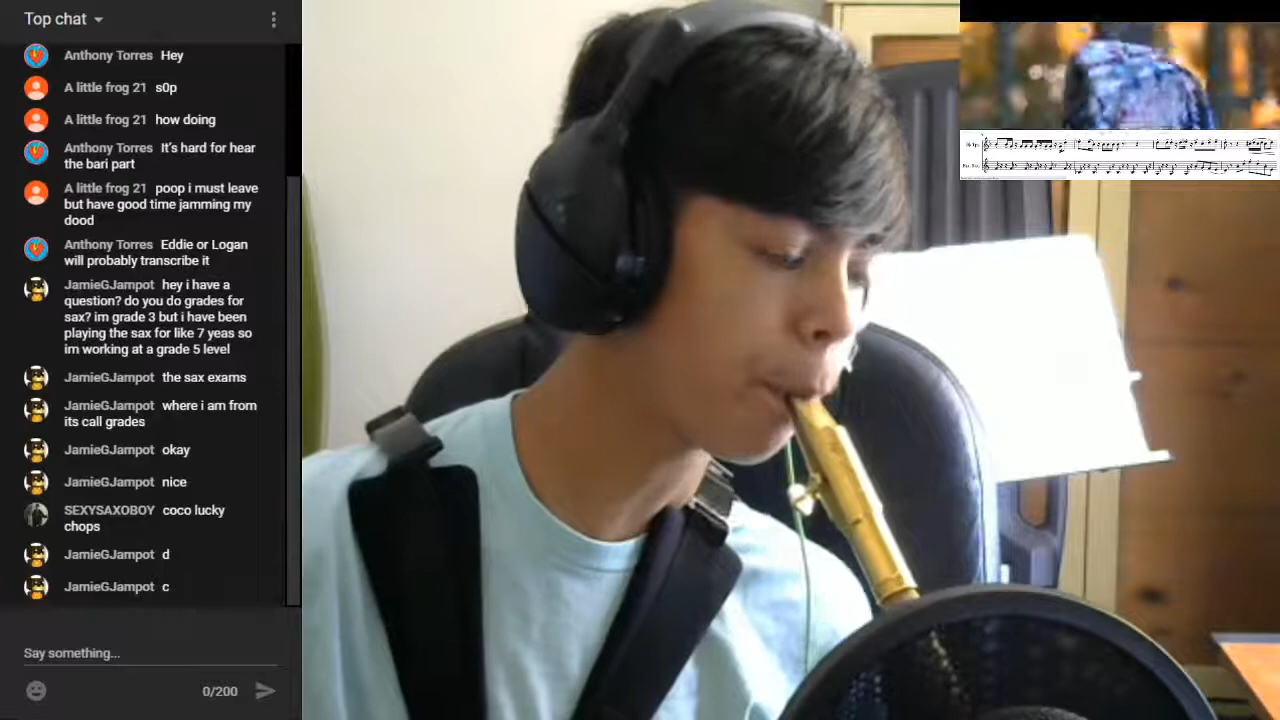 Top chat
Anthony Torres Hey
A little frog 21 s0p
A little frog 21 how doing
Anthony Torres It's hard for hear
the bari part
A little frog 21 poop i must leave
but have good time jamming my
dood
Anthony Torres Eddie or Logan
will probably transcribe it
JamieGJampot hey i have a
question? do you do grades for
sax? im grade 3 but i have been
playing the sax for like 7 yeas so
im working at a grade 5 level
JamieGJampot the sax exams
JamieGJampot where i am from
its call grades
JamieGJampot okay
JamieGJampot nice
SEXYSAXOBOY coco lucky
chops
JamieGJampot d
JamieGJampot c
Say something...
0/200